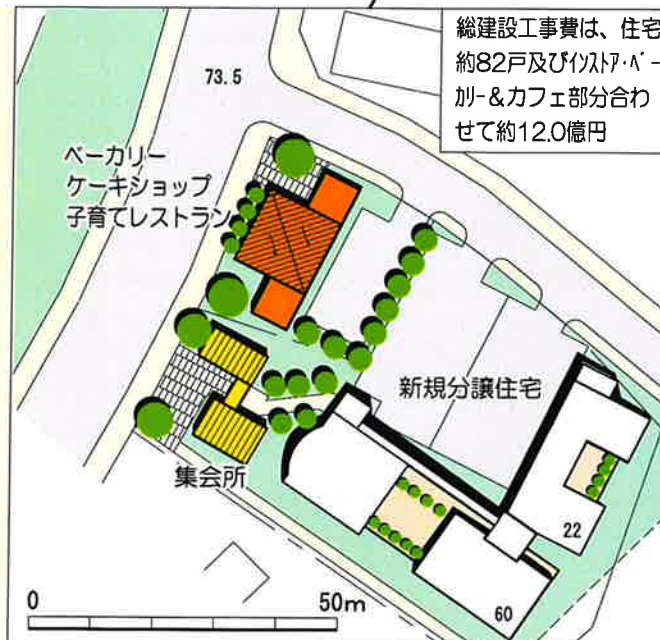 総建設工事費は、住宅
約82戸及びｲﾝｽﾄｱ･ﾍﾞｰ
ｶﾘｰ&カフェ部分合わ
せて約12.0億円
73.5
ベーカリー
ケーキショップ
子育てレストラン
新規分譲住宅
集会所
22
60
0
50m